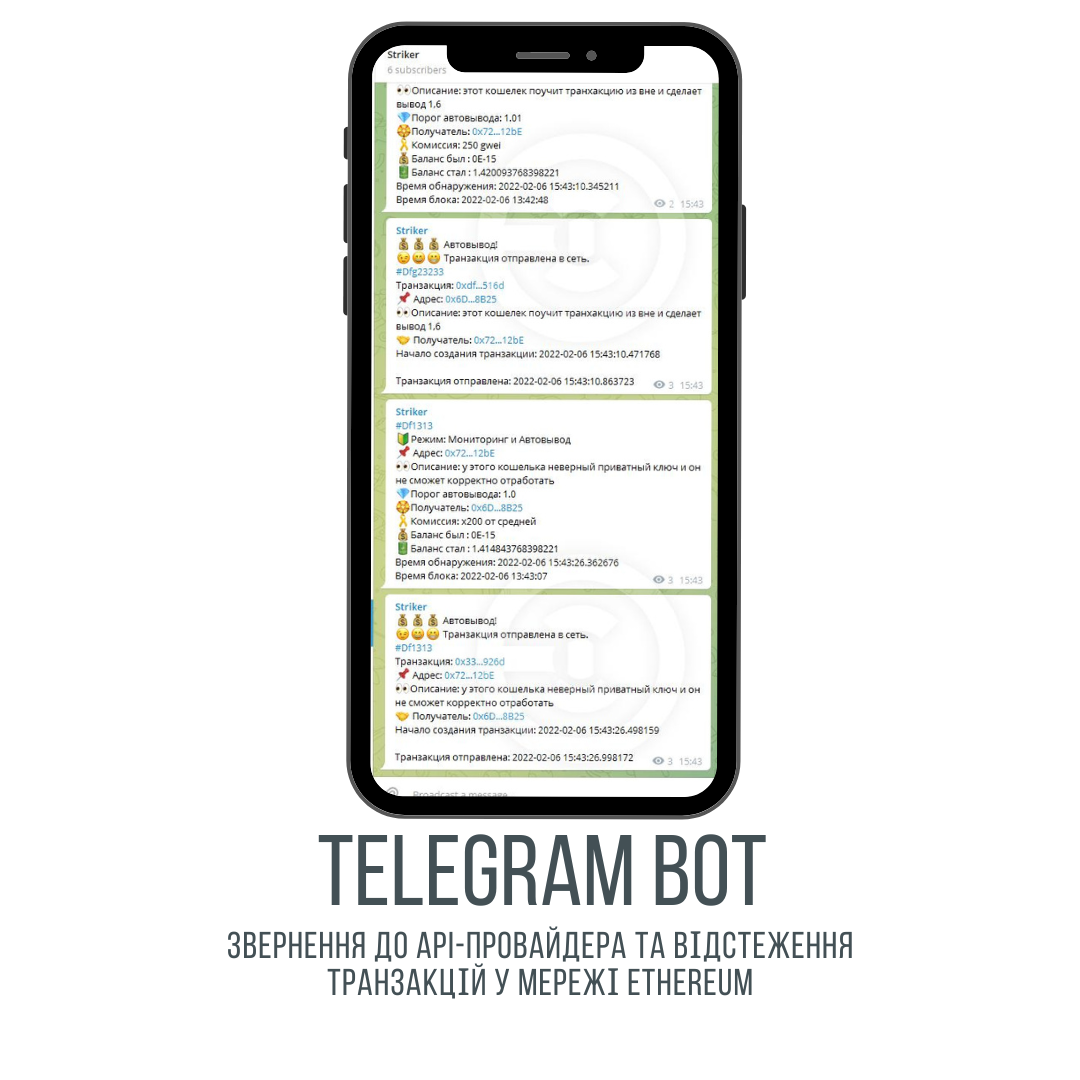 Striker
6 subscribers
👀Описание: этот кошелек поучит транхакцию из вне и сделает
вывод 1.6
💎Порог автовывода: 1.01
Получатель: 0x72...12bE
🎗Комиссия: 250 gwei
💰Баланс был : 0E-15
Баланс стал : 1.420093768398221
Время обнаружения: 2022-02-06 15:43:10.345211
Время блока: 2022-02-06 13:42:48
2 15:43
Striker
💰💰💰 Автовывод!
Транзакция отправлена в сеть.
#Dfg23233
Транзакция: 0xdf...516d
📌 Адрес: 0x6D...8B25
👀Описание: этот кошелек поучит транхакцию из вне и сделает
вывод 1.6
🤝 Получатель: 0x72...12bE
Начало создания транзакции: 2022-02-06 15:43:10.471768
Транзакция отправлена: 2022-02-06 15:43:10.863723
3 15:43
Striker
#Df1313
🔰Режим: Мониторинг и Автовывод
📌 Адрес: 0x72...12bE
👀Описание: у этого кошелька неверный приватный ключ и он
не сможет корректно отработать
💎Порог автовывода: 1.0
Получатель: 0x6D...8B25
🎗Комиссия: x200 от средней
💰Баланс был : 0E-15
Баланс стал : 1.414843768398221
Время обнаружения: 2022-02-06 15:43:26.362676
Время блока: 2022-02-06 13:43:07
3 15:43
Striker
💰💰💰 Автовывод!
Транзакция отправлена в сеть.
#Df1313
Транзакция: 0x33...926d
📌 Адрес: 0x72...12bE
👀Описание: у этого кошелька неверный приватный ключ и он
не сможет корректно отработать
🤝 Получатель: 0x6D...8B25
Начало создания транзакции: 2022-02-06 15:43:26.498159
Транзакция отправлена: 2022-02-06 15:43:26.998172
3 15:43
Broadcast a message...
TELEGRAM BOT
ЗВЕРНЕННЯ ДО API-ПРОВАЙДЕРА ТА ВІДСТЕЖЕННЯ
ТРАНЗАКЦІЙ У МЕРЕЖІ ETHEREUM